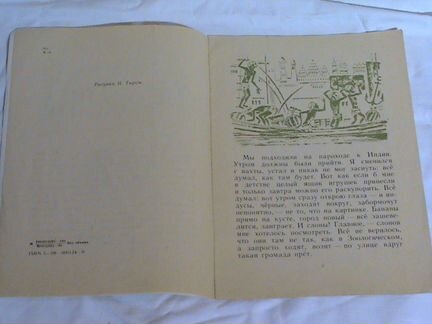 Рисунки Н. Тырсы
Мы подходили на пароходе к Индии.
Утром должны были прийти. Я сменился
с вахты, устал и никак не мог заснуть: всё
думал, как там будет. Вот как если б мне
в детстве целый ящик игрушек принесли
и только завтра можно его раскупорить. Всё
думал: вот утром сразу открою глаза — и ин-
дусы, чёрные, заходят вокруг, забормочут
непонятно, — не то, что на картинке. Бананы
прямо на кусте, город новый — всё зашеве-
лится, заиграет. И слоны! Главное, — слонов
мне хотелось посмотреть. Всё не верилось,
что они там не так, как в Зоологическом,
а запросто ходят, возят — по улице вдруг
такая громада прёт.